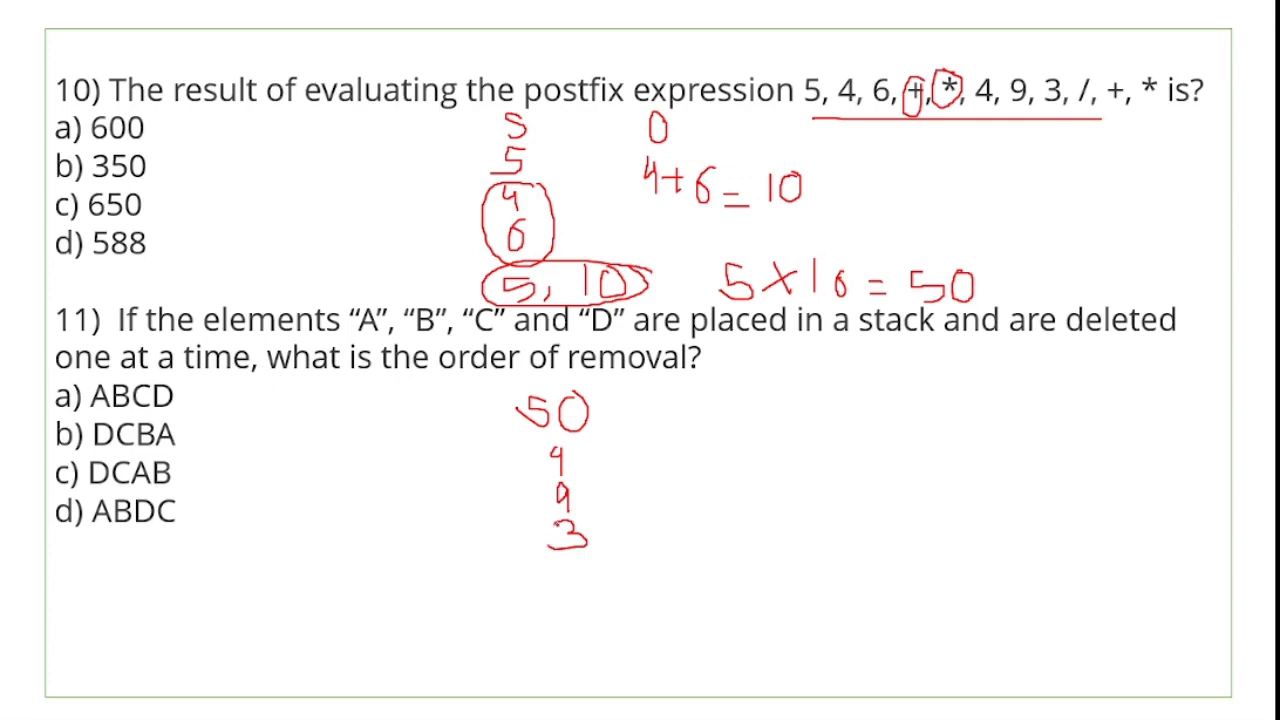 10) The result of evaluating the postfix expression 5, 4, 6, +, *, 4, 9, 3, /, +, * is?
a) 600
b) 350
c) 650
d) 588
S O
5
4
6
4+6 = 10
5, 10
5 × 10 = 50
11) If the elements “A”, “B”, “C” and “D” are placed in a stack and are deleted
one at a time, what is the order of removal?
a) ABCD
b) DCBA
c) DCAB
d) ABDC
50
4
9
3